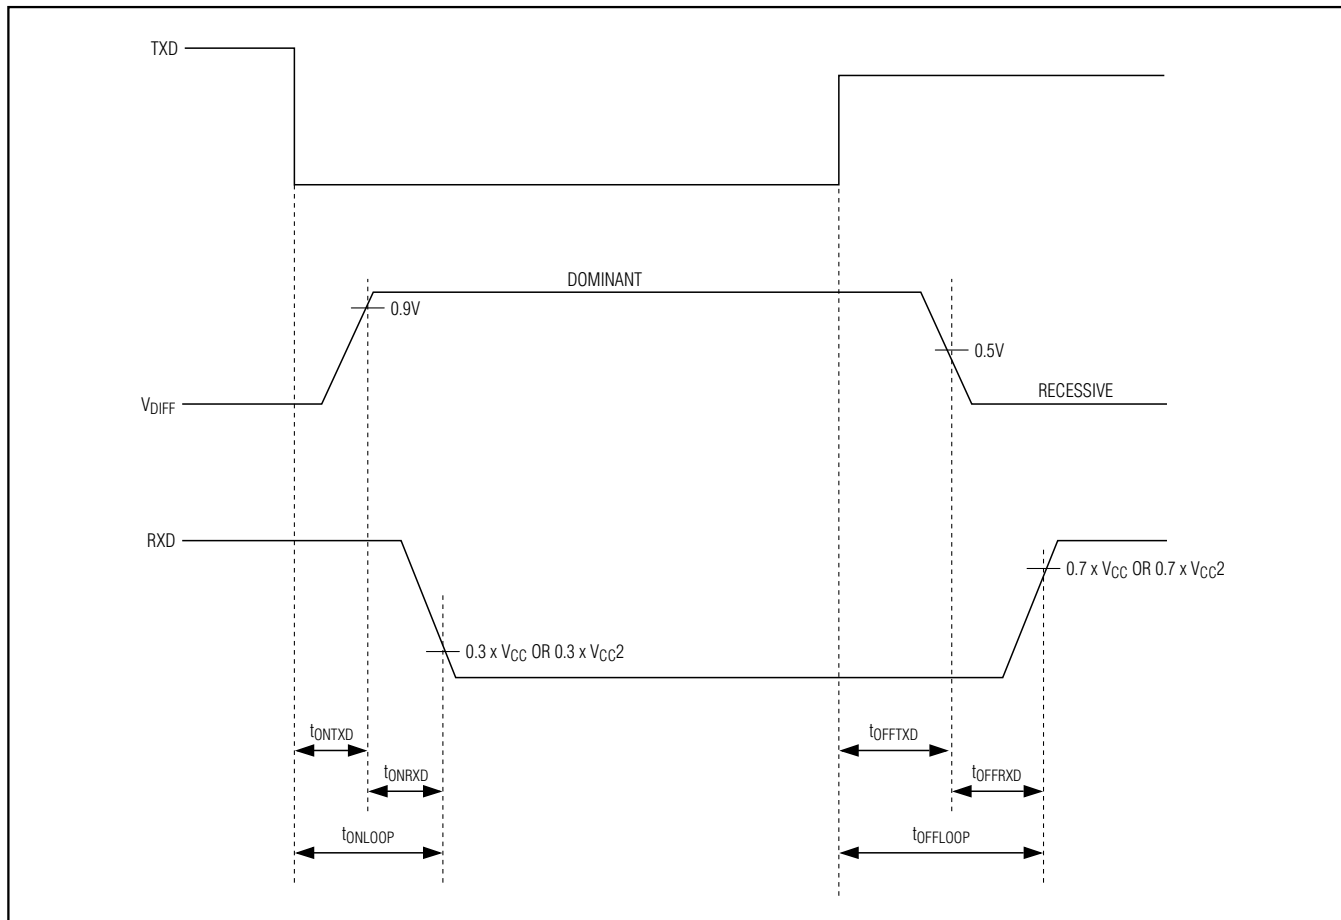 TXD
DOMINANT
0.9V
0.5V
VDIFF
RECESSIVE
RXD
0.7 x VCC OR 0.7 x VCC2
0.3 x VCC OR 0.3 x VCC2
tONTXD
tOFFTXD
tONRXD
tOFFRXD
tONLOOP
tOFFLOOP